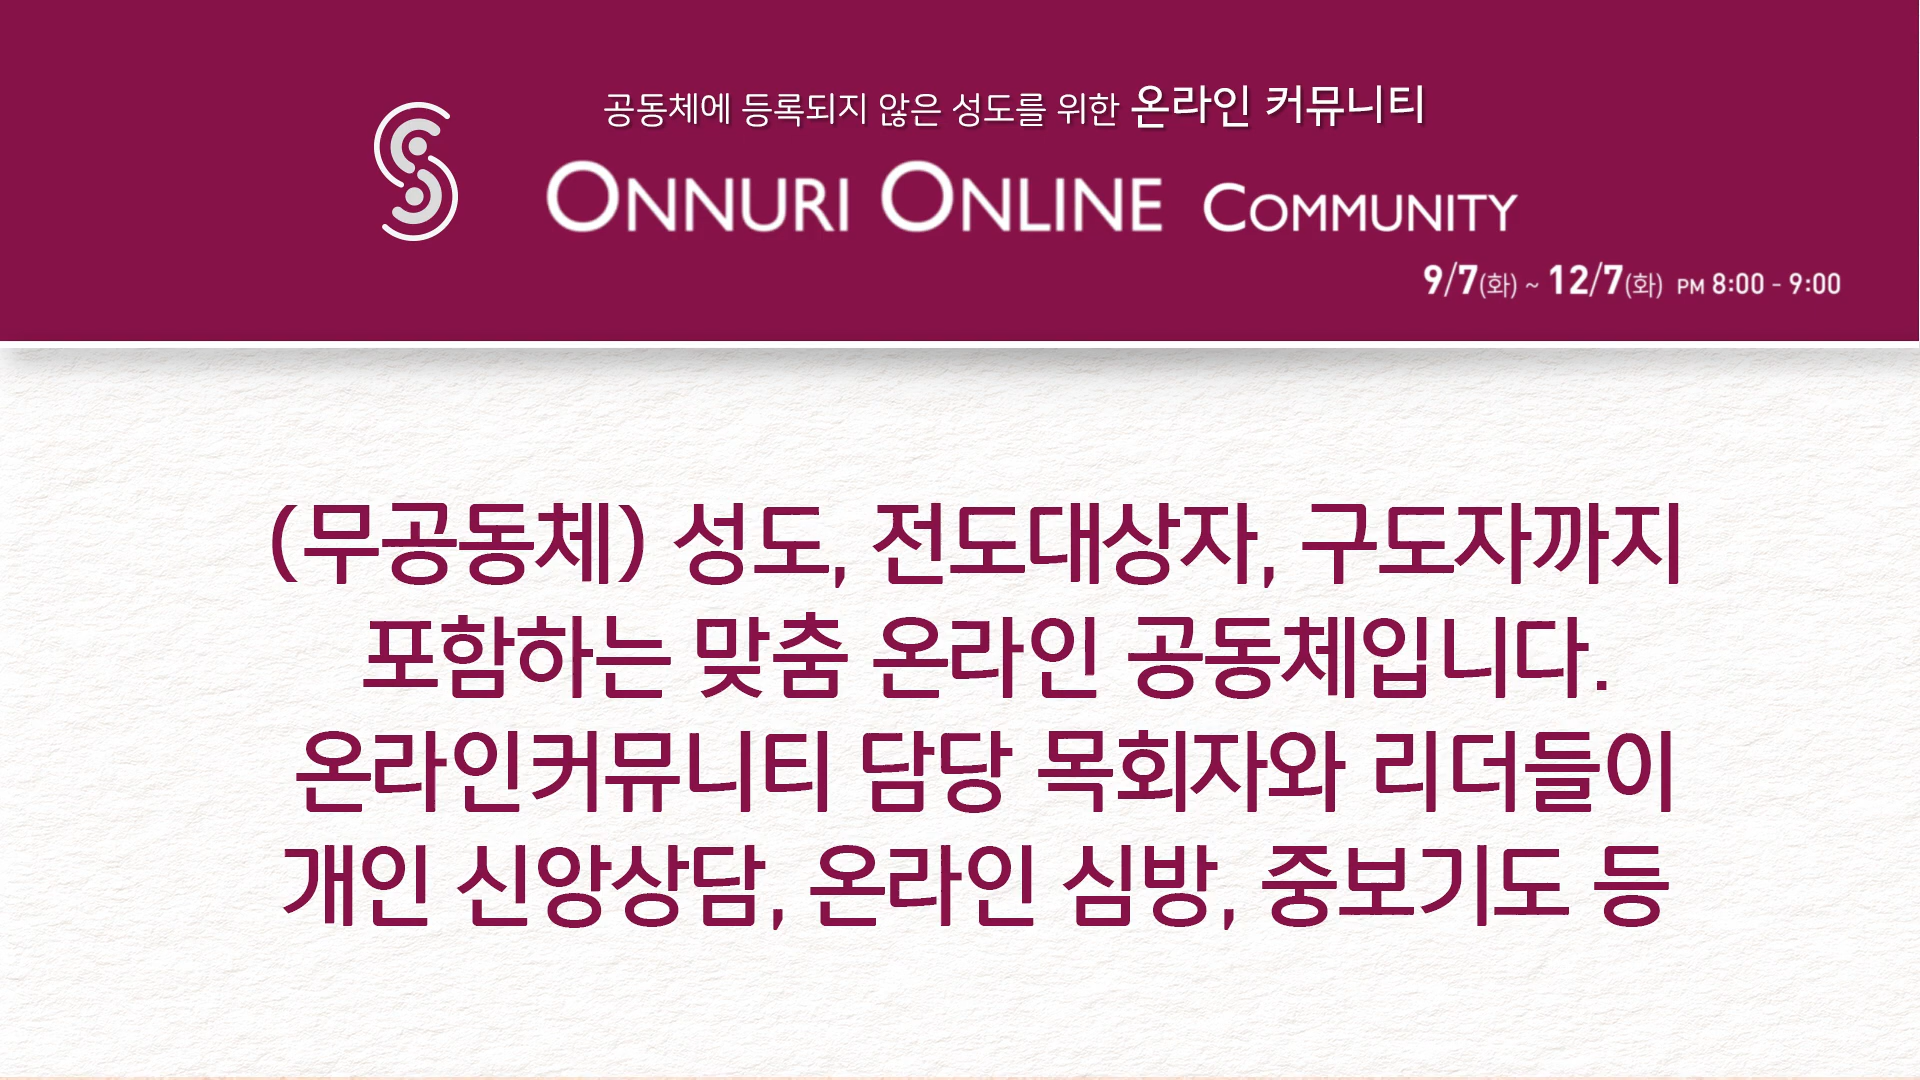 공동체에 등록되지 않은 성도를 위한 온라인 커뮤니티
ONNURI ONLINE COMMUNITY
9/7(화) ~ 12/7(화) PM 8:00 - 9:00
(무공동체) 성도, 전도대상자, 구도자까지
포함하는 맞춤 온라인 공동체입니다.
온라인커뮤니티 담당 목회자와 리더들이
개인 신앙상담, 온라인 심방, 중보기도 등